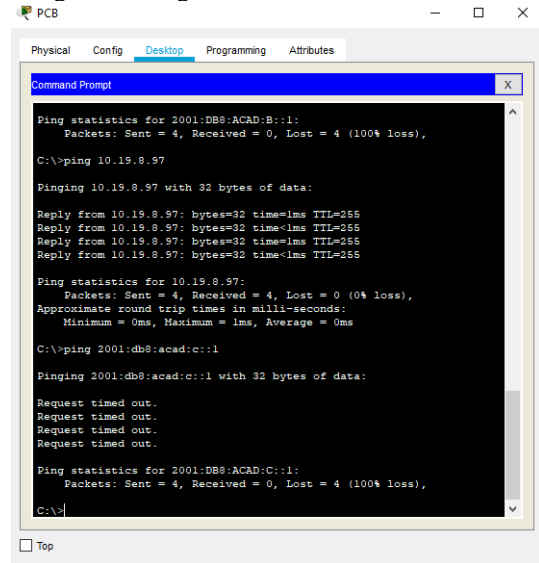 PCB
Physical Config Desktop Programming Attributes
Command Prompt X
Ping statistics for 2001:DB8:ACAD:B::1:
Packets: Sent = 4, Received = 0, Lost = 4 (100% loss),
C:\>ping 10.19.8.97
Pinging 10.19.8.97 with 32 bytes of data:
Reply from 10.19.8.97: bytes=32 time=1ms TTL=255
Reply from 10.19.8.97: bytes=32 time<1ms TTL=255
Reply from 10.19.8.97: bytes=32 time=1ms TTL=255
Reply from 10.19.8.97: bytes=32 time<1ms TTL=255
Ping statistics for 10.19.8.97:
Packets: Sent = 4, Received = 4, Lost = 0 (0% loss),
Approximate round trip times in milli-seconds:
Minimum = 0ms, Maximum = 1ms, Average = 0ms
C:\>ping 2001:db8:acad:c::1
Pinging 2001:db8:acad:c::1 with 32 bytes of data:
Request timed out.
Request timed out.
Request timed out.
Request timed out.
Ping statistics for 2001:DB8:ACAD:C::1:
Packets: Sent = 4, Received = 0, Lost = 4 (100% loss),
C:\>
Top